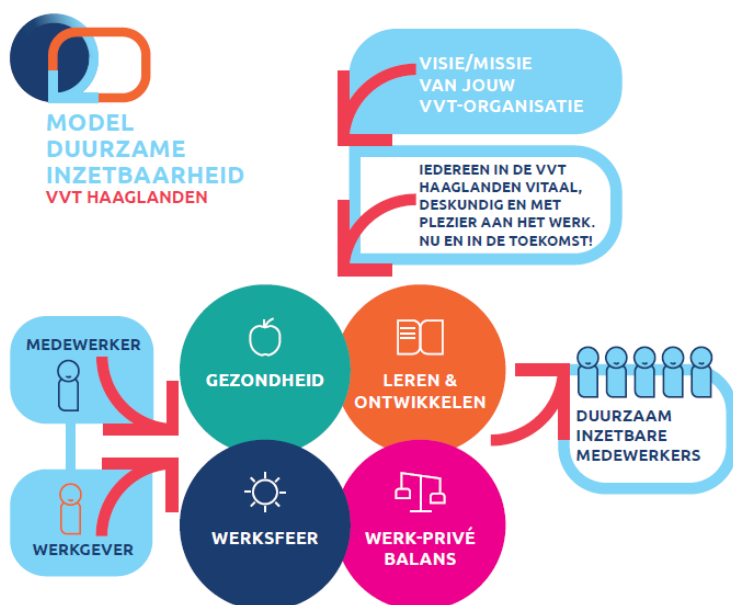 MODEL
DUURZAME
INZETBAARHEID
VVT HAAGLANDEN
VISIE/MISSIE
VAN JOUW
VVT-ORGANISATIE
IEDEREEN IN DE VVT
HAAGLANDEN VITAAL,
DESKUNDIG EN MET
PLEZIER AAN HET WERK.
NU EN IN DE TOEKOMST!
MEDEWERKER
WERKGEVER
GEZONDHEID
LEREN &
ONTWIKKELEN
WERKSFEER
WERK-PRIVÉ
BALANS
DUURZAAM
INZETBARE
MEDEWERKERS